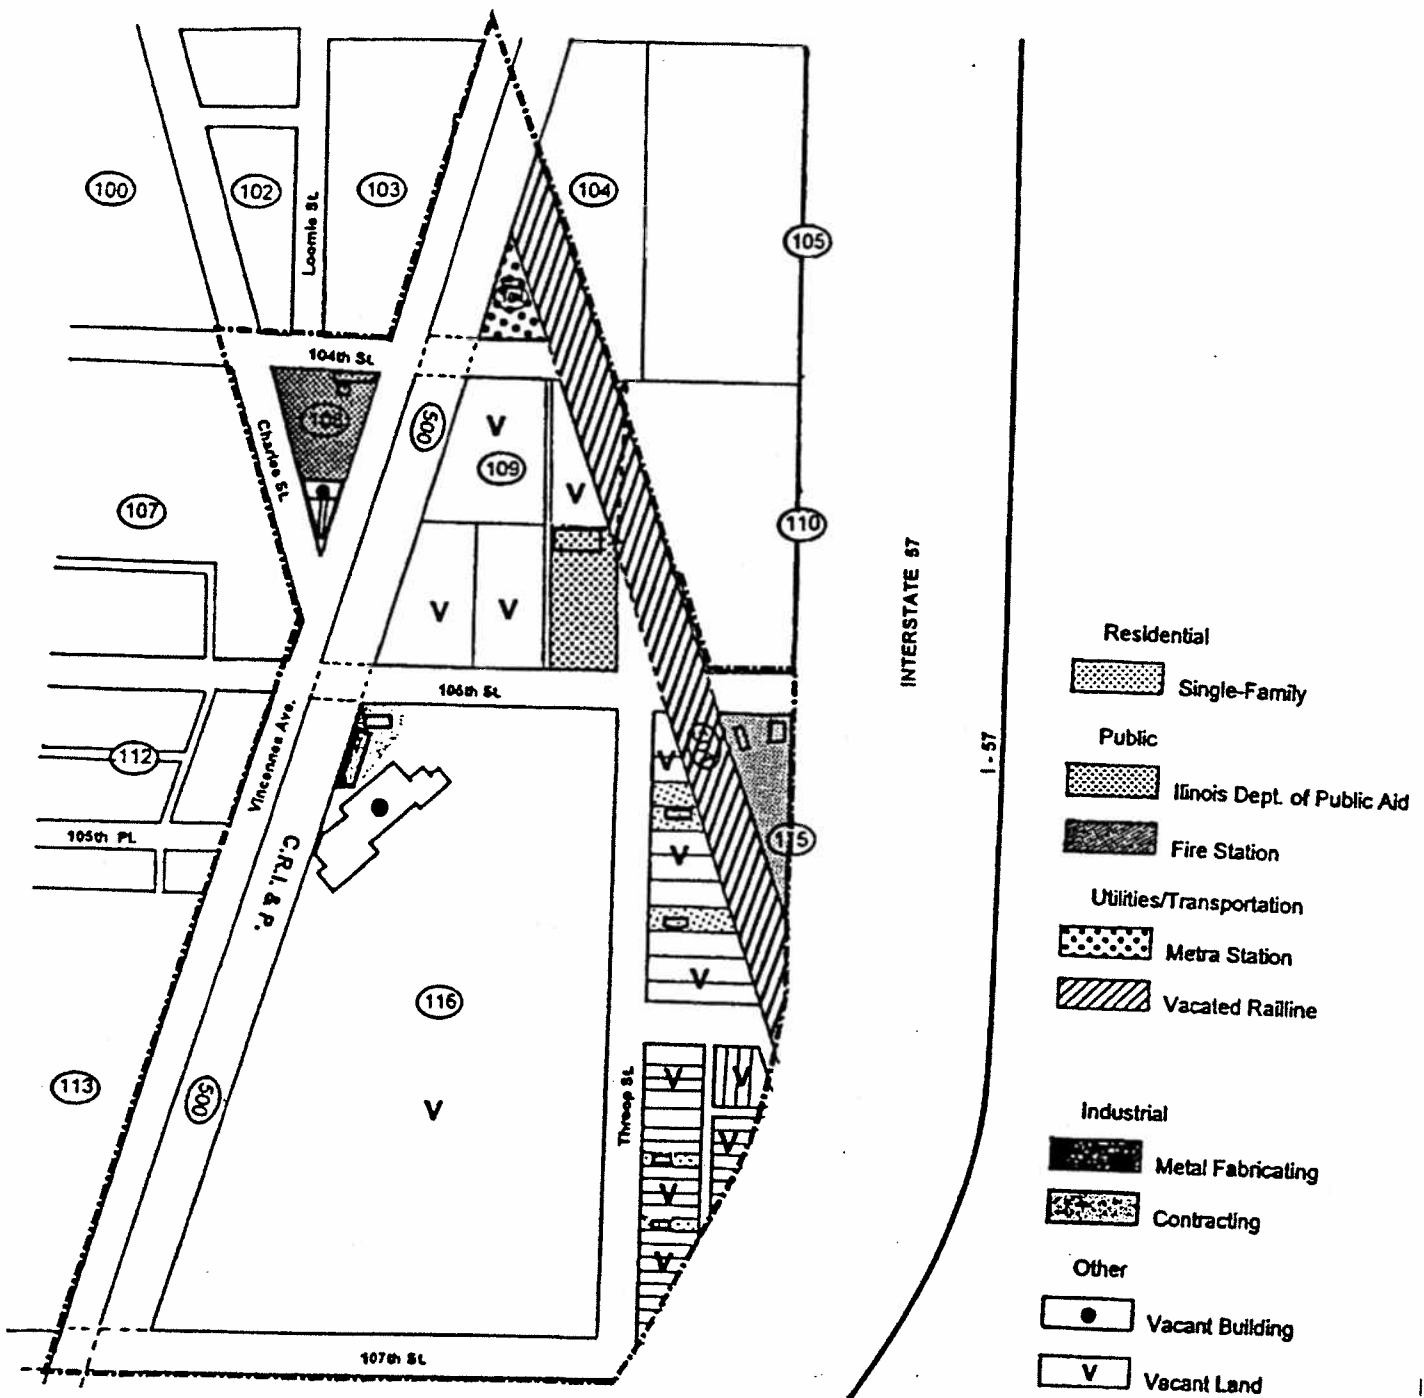 100
102
Loomis St.
103
104
105
104th St.
108
500
V
109
Charles St.
V
107
110
V
V
INTERSTATE 57
105th St.
112
Vincennes Ave.
V
I - 57
105th Pl.
C.R.I. & P.
V
115
V
116
113
500
V
Throop St.
V
V
V
V
V
107th St.
Residential
Single-Family
Public
Illinois Dept. of Public Aid
Fire Station
Utilities/Transportation
Metra Station
Vacated Railline
Industrial
Metal Fabricating
Contracting
Other
Vacant Building
V
Vacant Land